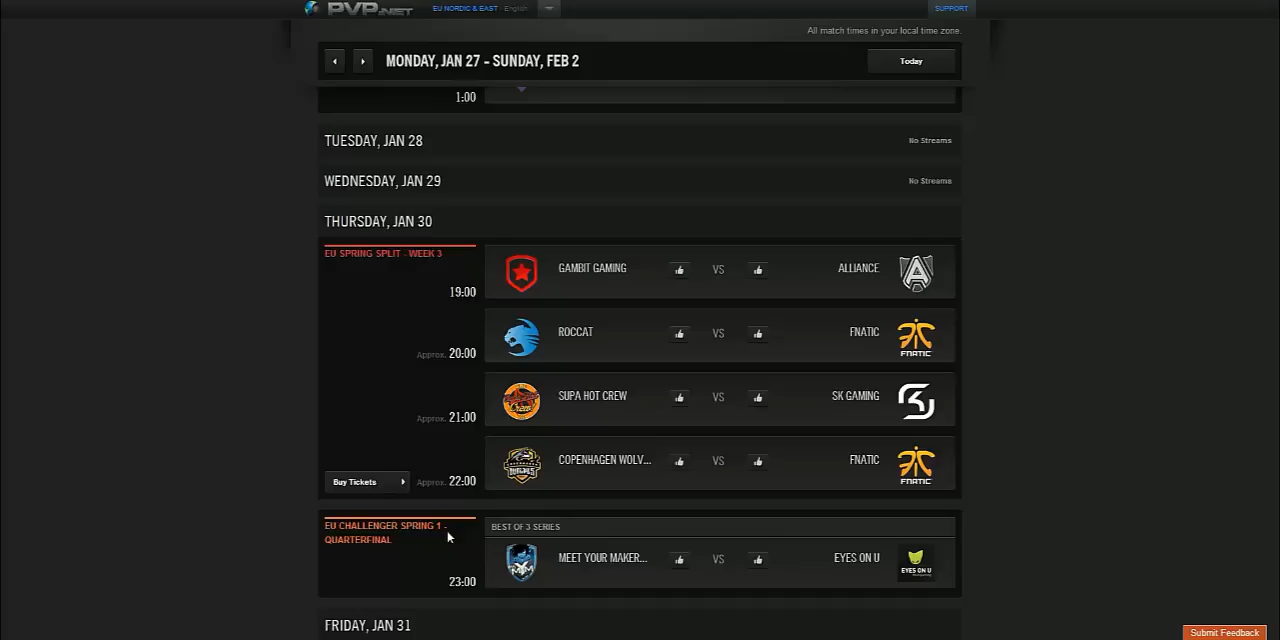 PVP.NET EU NORDIC & EAST - English SUPPORT
All match times in your local time zone.
MONDAY, JAN 27 - SUNDAY, FEB 2 Today
1:00
TUESDAY, JAN 28 No Streams
WEDNESDAY, JAN 29 No Streams
THURSDAY, JAN 30
EU SPRING SPLIT - WEEK 3
19:00 GAMBIT GAMING VS ALLIANCE
Approx. 20:00 ROCCAT VS FNATIC FNATIC
Approx. 21:00 SUPA HOT CREW VS SK GAMING
Buy Tickets Approx. 22:00 COPENHAGEN WOLV... VS FNATIC FNATIC
EU CHALLENGER SPRING 1 -
QUARTERFINAL
BEST OF 3 SERIES
23:00 MEET YOUR MAKER... VS EYES ON U EYES ON U
FRIDAY, JAN 31
Submit Feedback